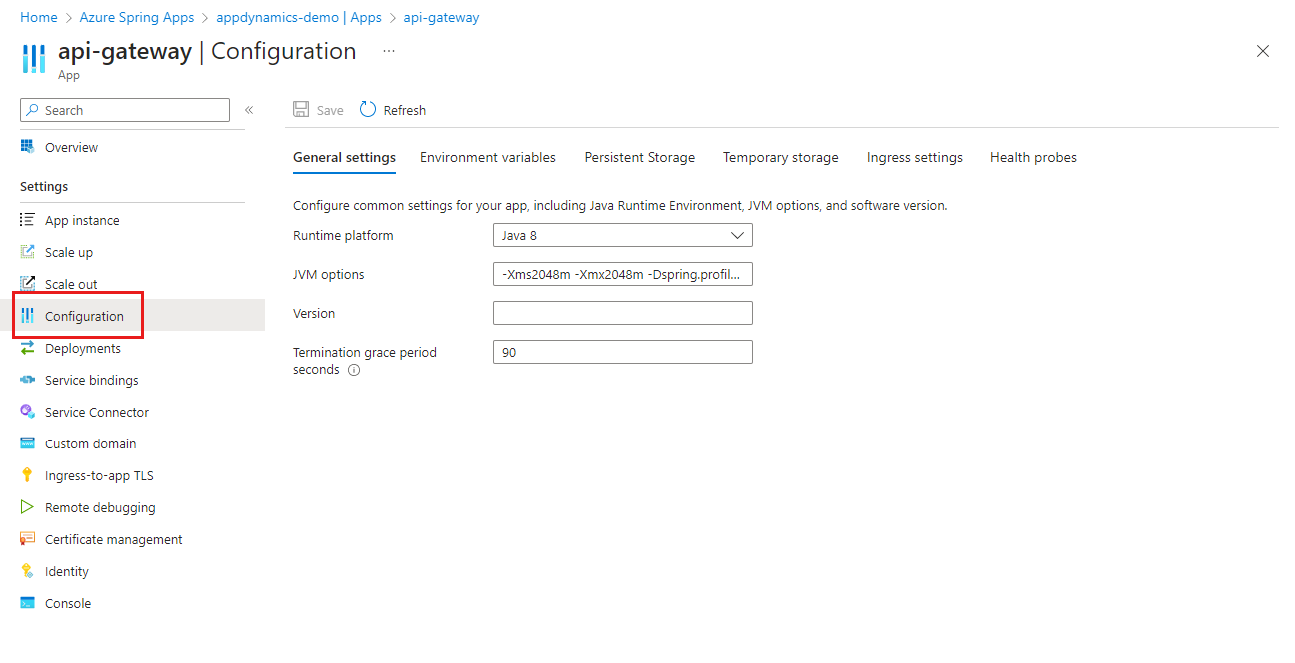 Home > Azure Spring Apps > appdynamics-demo | Apps > api-gateway
api-gateway | Configuration ...
App
Search «
Save Refresh
Overview
Settings
App instance
Scale up
Scale out
Configuration
Deployments
Service bindings
Service Connector
Custom domain
Ingress-to-app TLS
Remote debugging
Certificate management
Identity
Console
General settings Environment variables Persistent Storage Temporary storage Ingress settings Health probes
Configure common settings for your app, including Java Runtime Environment, JVM options, and software version.
Runtime platform Java 8
JVM options -Xms2048m -Xmx2048m -Dspring.profil...
Version
Termination grace period
seconds 90